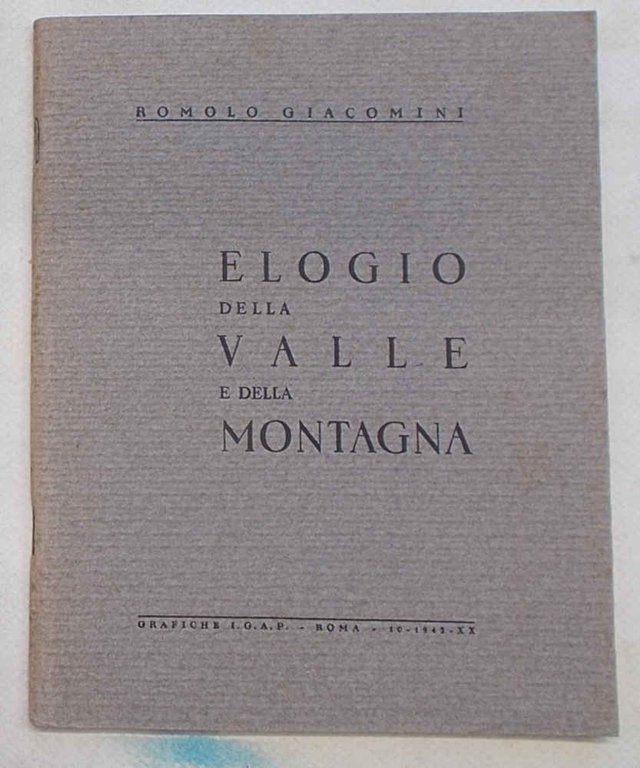 ROMOLO GIACOMINI
ELOGIO
DELLA
VALLE
E DELLA
MONTAGNA
GRAFICHE I.G.A.P. - ROMA - 10-1942-XX